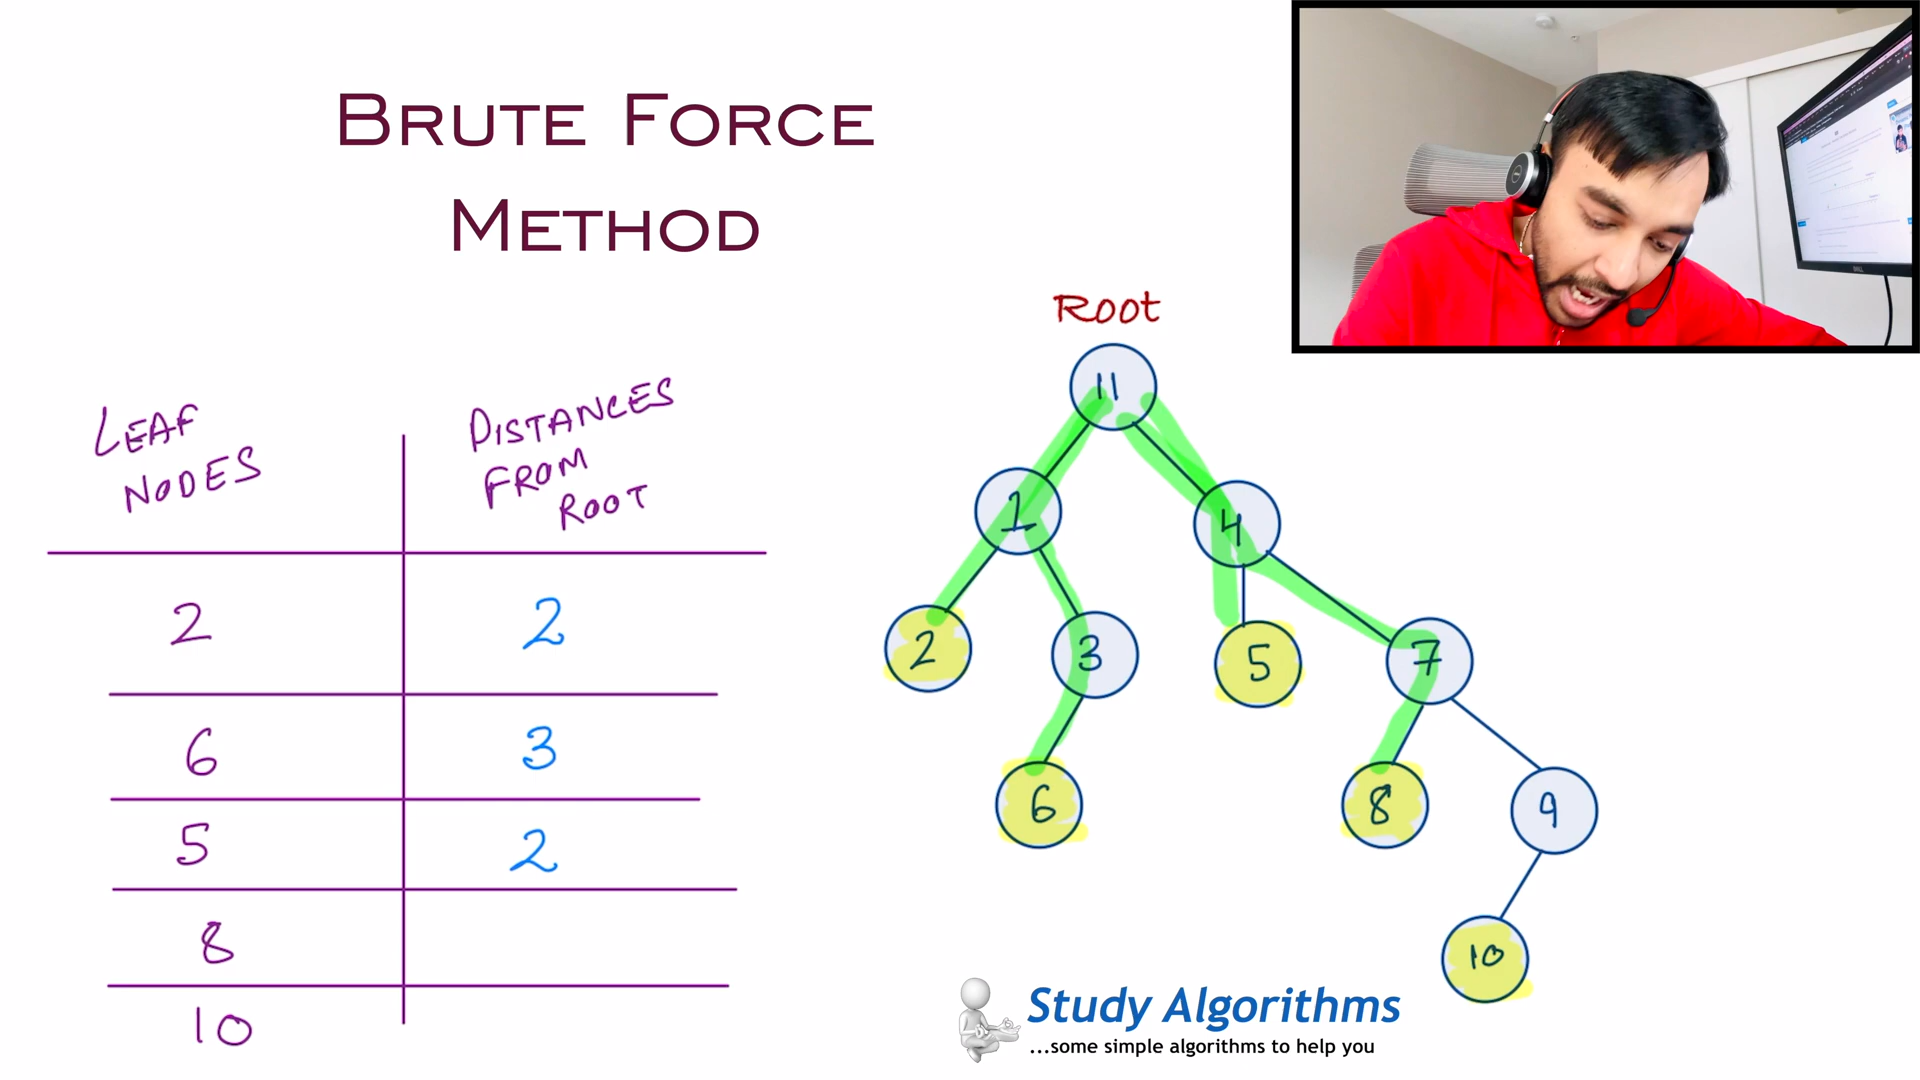 BRUTE FORCE
METHOD
Root
11
1
4
2
3
5
7
6
8
9
10
LEAF
NODES
DISTANCES
FROM
ROOT
2 2
6 3
5 2
8
10
Study Algorithms
...some simple algorithms to help you